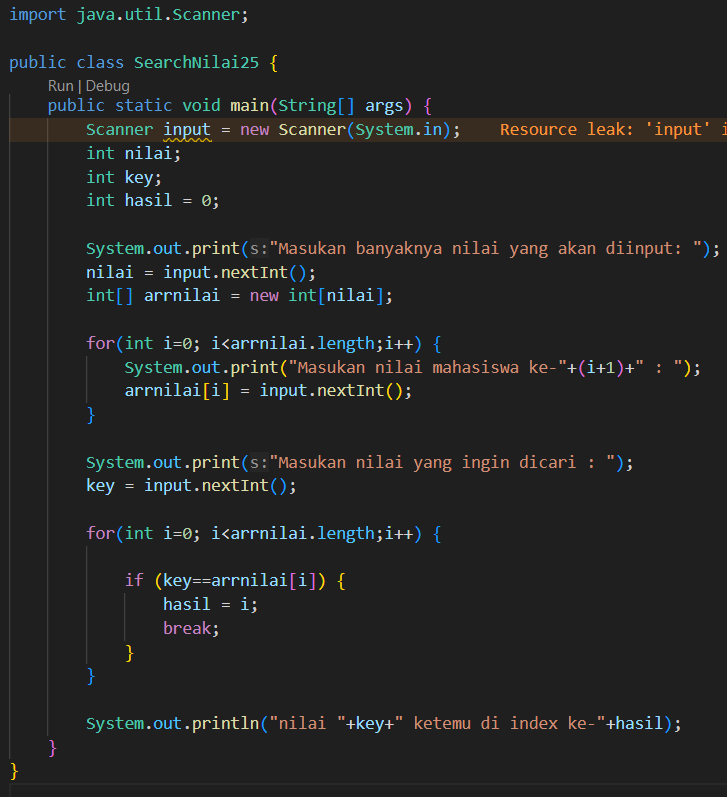 import java.util.Scanner;
public class SearchNilai25 {
Run | Debug
public static void main(String[] args) {
Scanner input = new Scanner(System.in);    Resource leak: 'input' i
int nilai;
int key;
int hasil = 0;
System.out.print(s:"Masukan banyaknya nilai yang akan diinput: ");
nilai = input.nextInt();
int[] arrnilai = new int[nilai];
for(int i=0; i<arrnilai.length;i++) {
System.out.print("Masukan nilai mahasiswa ke-"+(i+1)+" : ");
arrnilai[i] = input.nextInt();
}
System.out.print(s:"Masukan nilai yang ingin dicari : ");
key = input.nextInt();
for(int i=0; i<arrnilai.length;i++) {
if (key==arrnilai[i]) {
hasil = i;
break;
}
}
System.out.println("nilai "+key+" ketemu di index ke-"+hasil);
}
}